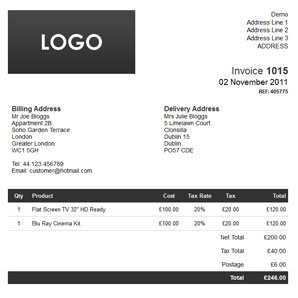 LOGO
Demo
Address Line 1
Address Line 2
Address Line 3
ADDRESS
Invoice 1015
02 November 2011
REF: 405775
Billing Address
Mr Joe Bloggs
Appartment 2B
Soho Garden Terrace
London
Greater London
WC1 5GH
Tel: 44.123.456789
Email: customer@hotmail.com
Delivery Address
Mrs Julie Bloggs
5 Limelawn Court
Clonsilla
Dublin 15
Dublin
PO57 CDE
Qty Product Cost Tax Rate Tax Total
1 Flat Screen TV 32" HD Ready £100.00 20% £20.00 £120.00
1 Blu Ray Cinema Kit £100.00 20% £20.00 £120.00
Net Total £200.00
Tax Total £40.00
Postage £6.00
Total £246.00